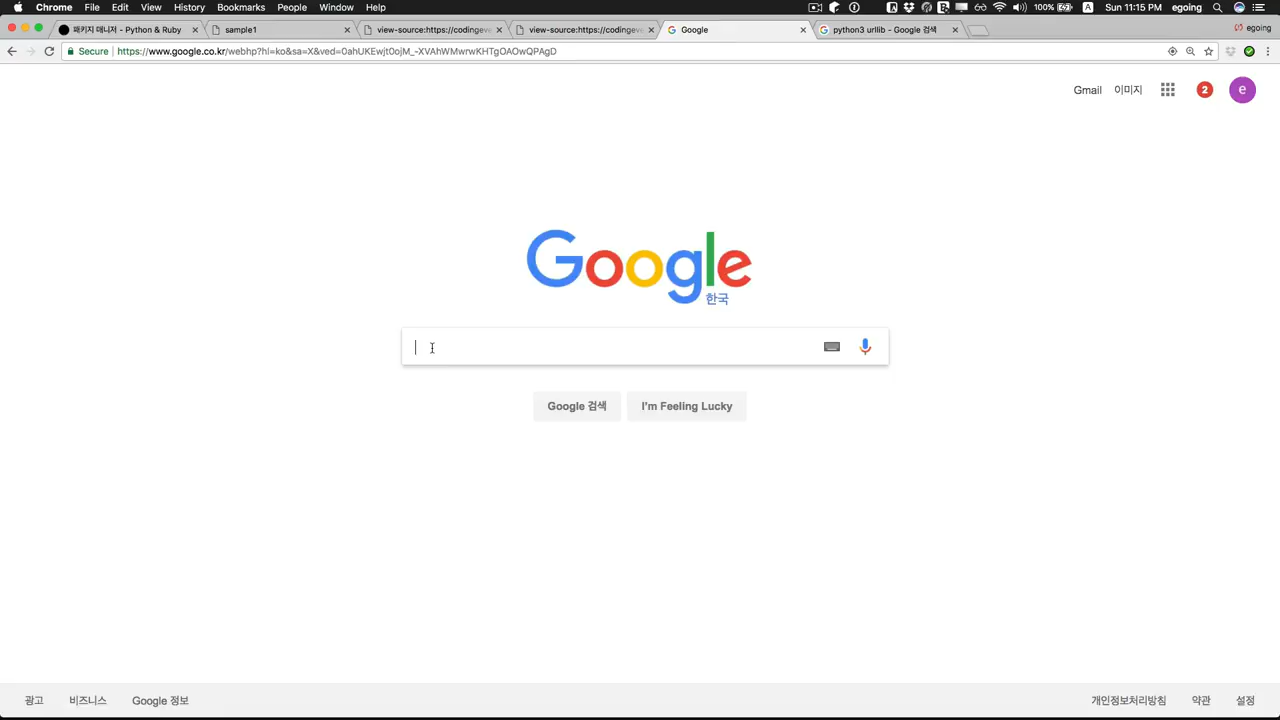 Chrome File Edit View History Bookmarks People Window Help 100% A Sun 11:15 PM egoing
패키지 매니저 - Python & Ruby sample1 view-source:https://codingeve view-source:https://codingeve Google python3 urllib - Google 검색 egoing
Secure https://www.google.co.kr/webhp?hl=ko&sa=X&ved=0ahUKEwjt0ojM_-XVAhWMwrwKHTgOAOwQPAgD
Gmail 이미지 2 e
Google
한국
Google 검색 I'm Feeling Lucky
광고 비즈니스 Google 정보 개인정보처리방침 약관 설정